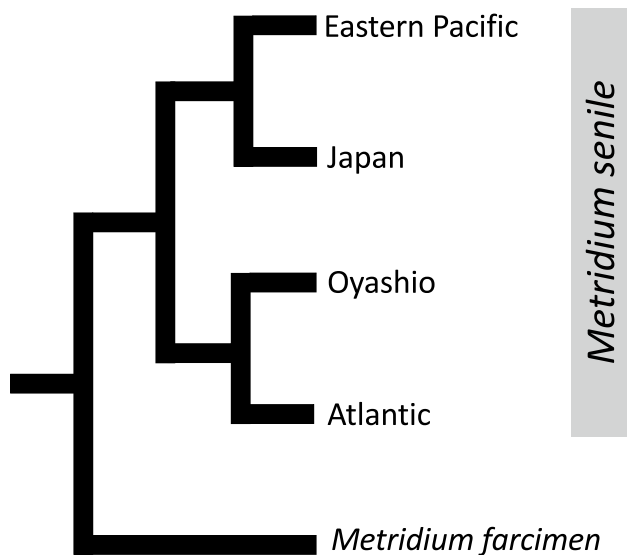 Eastern Pacific
Japan
Oyashio
Atlantic
Metridium farcimen
Metridium senile